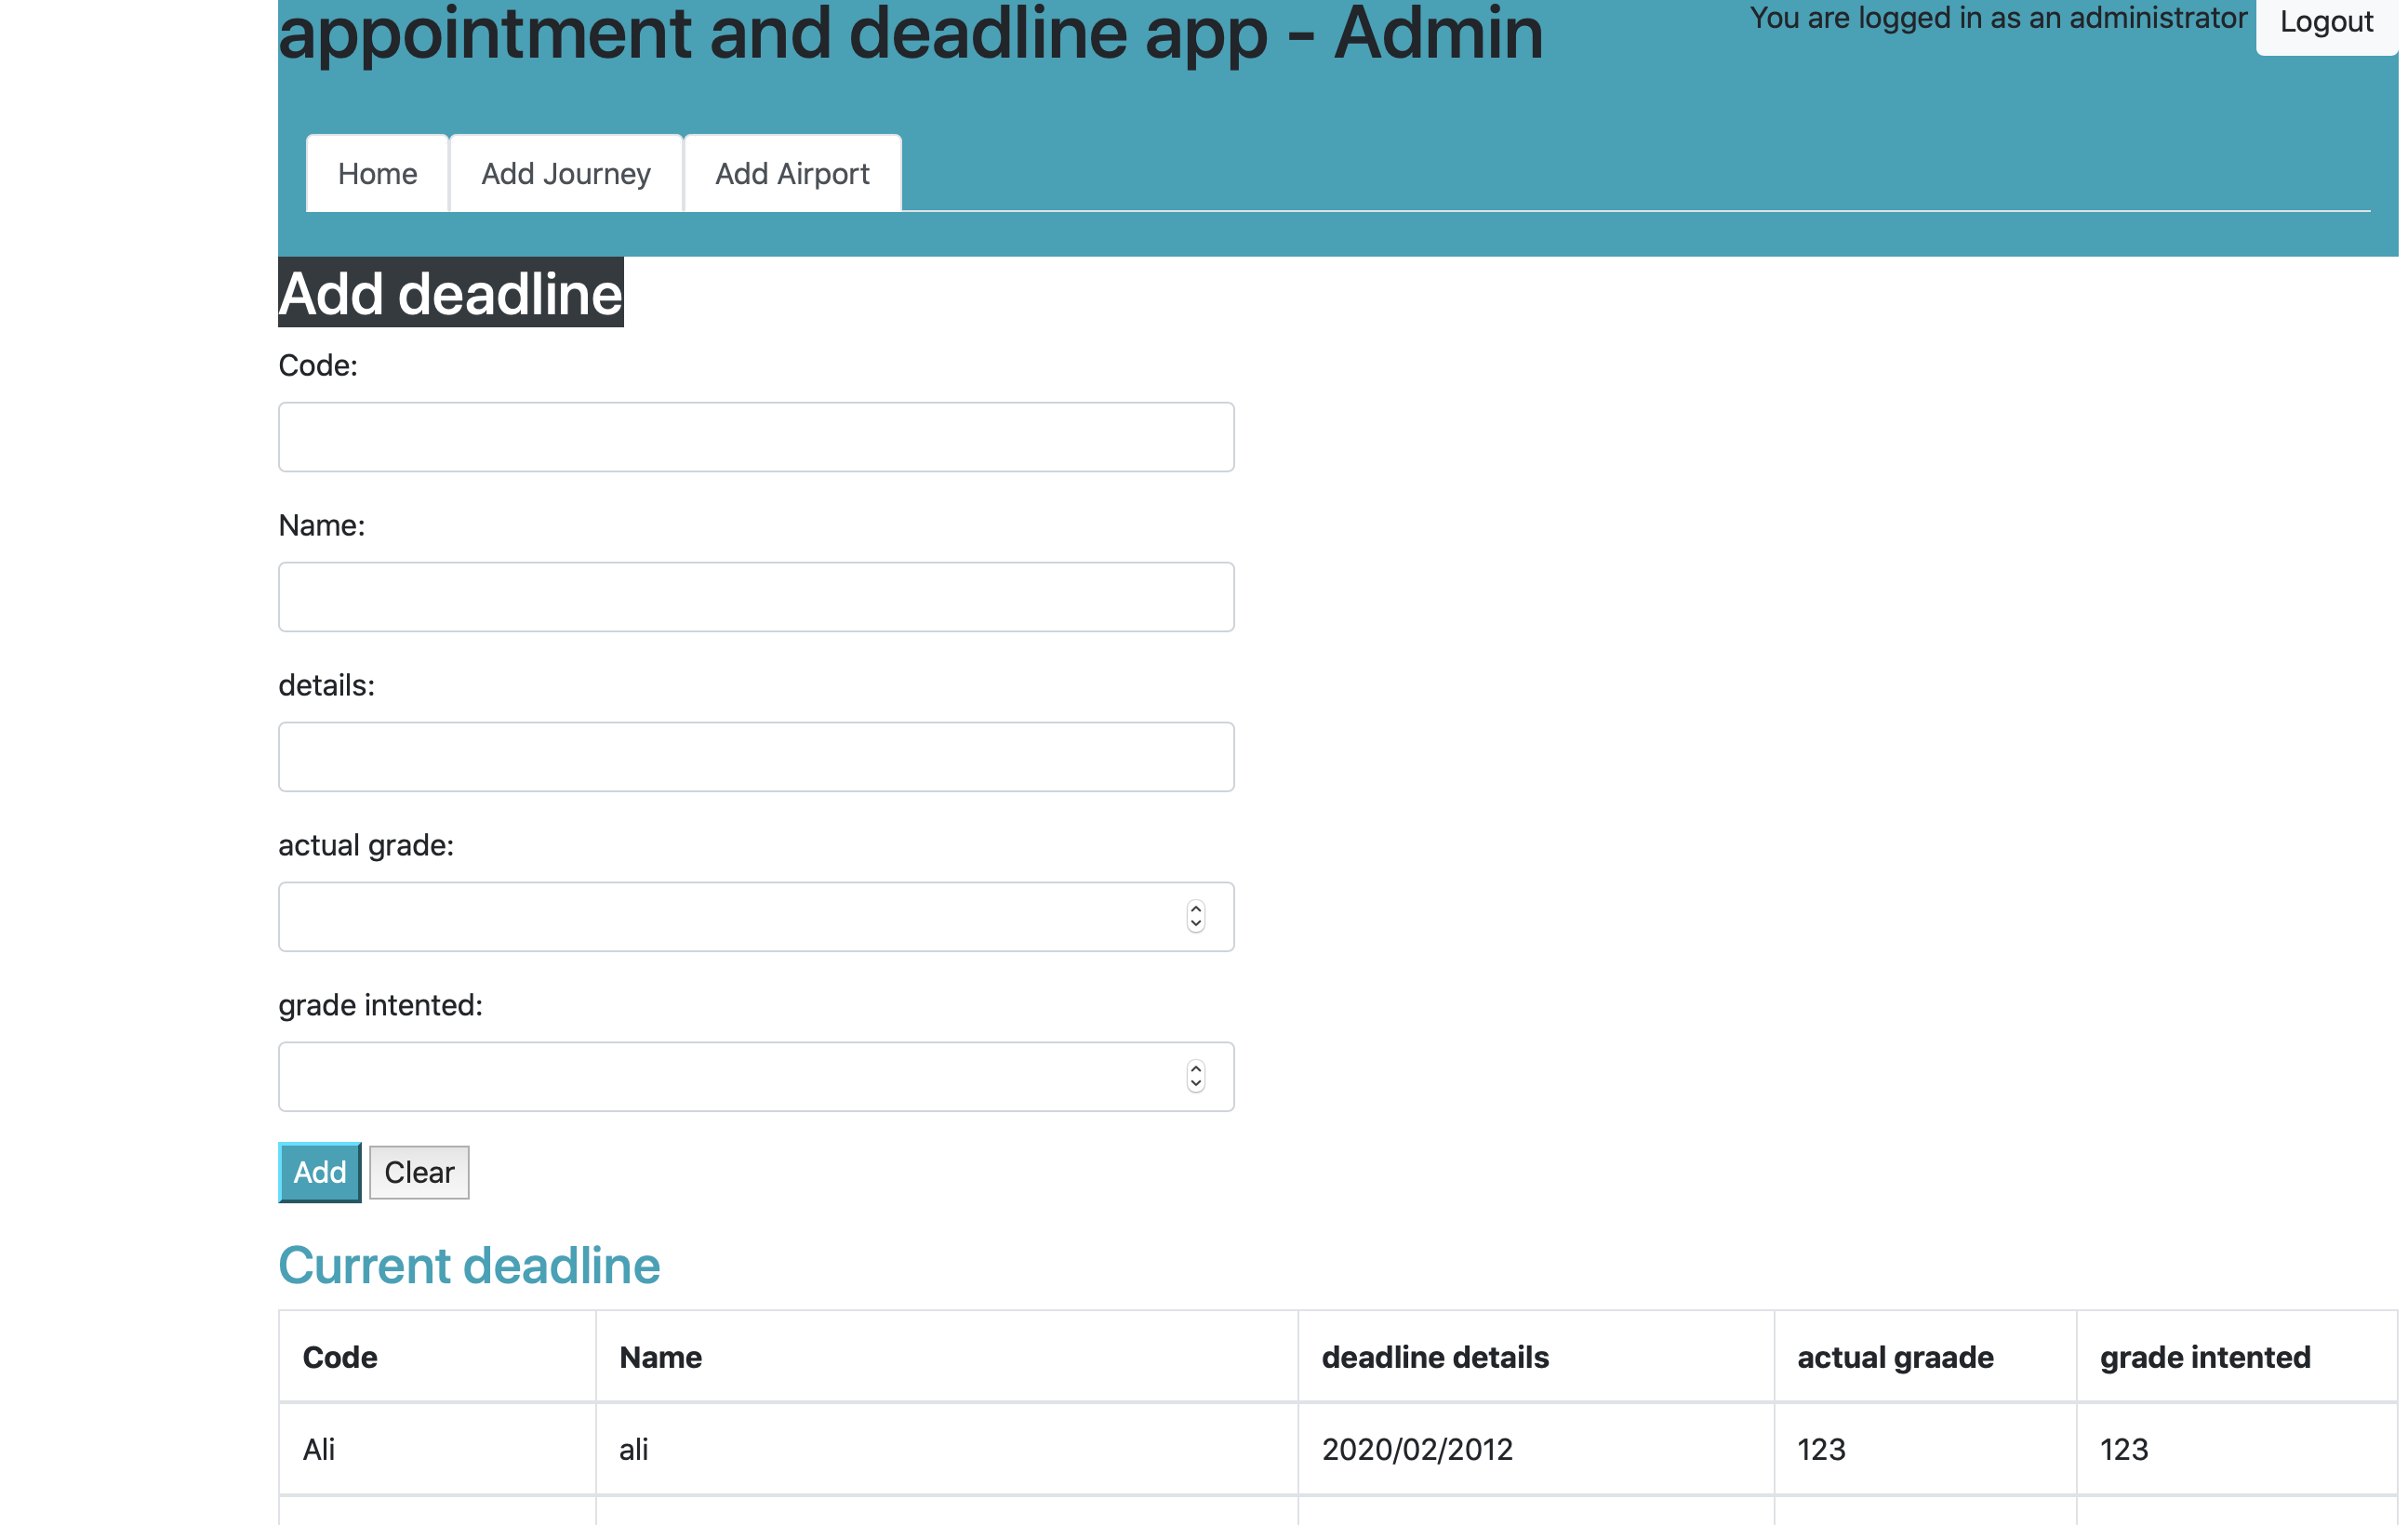 appointment and deadline app - Admin
You are logged in as an administrator Logout
Home Add Journey Add Airport
Add deadline
Code:
Name:
details:
actual grade:
grade intented:
Add Clear
Current deadline
Code Name deadline details actual graade grade intented
Ali ali 2020/02/2012 123 123